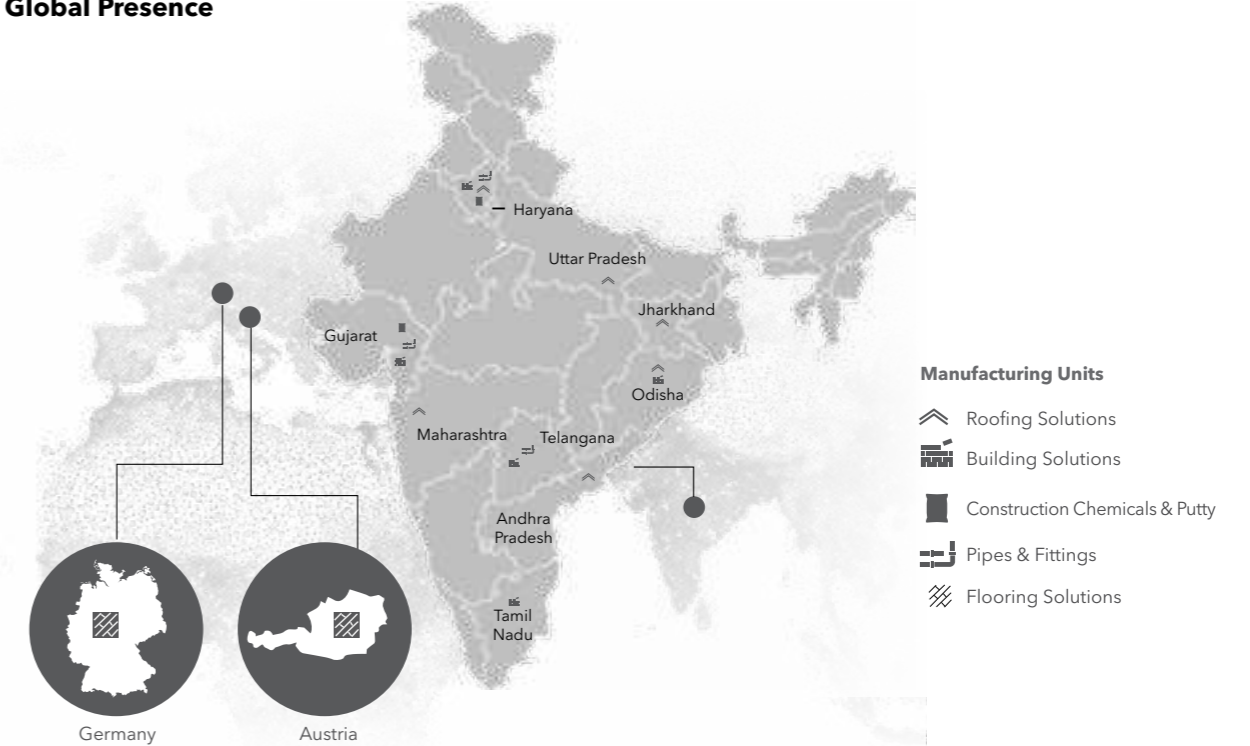 Global Presence
Haryana
Uttar Pradesh
Jharkhand
Gujarat
Odisha
Maharashtra
Telangana
Andhra
Pradesh
Tamil
Nadu
Germany
Austria
Manufacturing Units
Roofing Solutions
Building Solutions
Construction Chemicals & Putty
Pipes & Fittings
Flooring Solutions